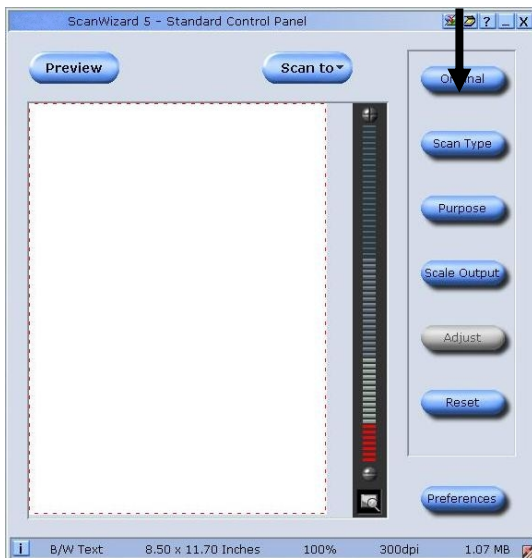 ScanWizard 5 - Standard Control Panel
? _ X
Preview
Scan to
Original
Scan Type
Purpose
Scale Output
Adjust
Reset
Preferences
i B/W Text 8.50 x 11.70 Inches 100% 300dpi 1.07 MB